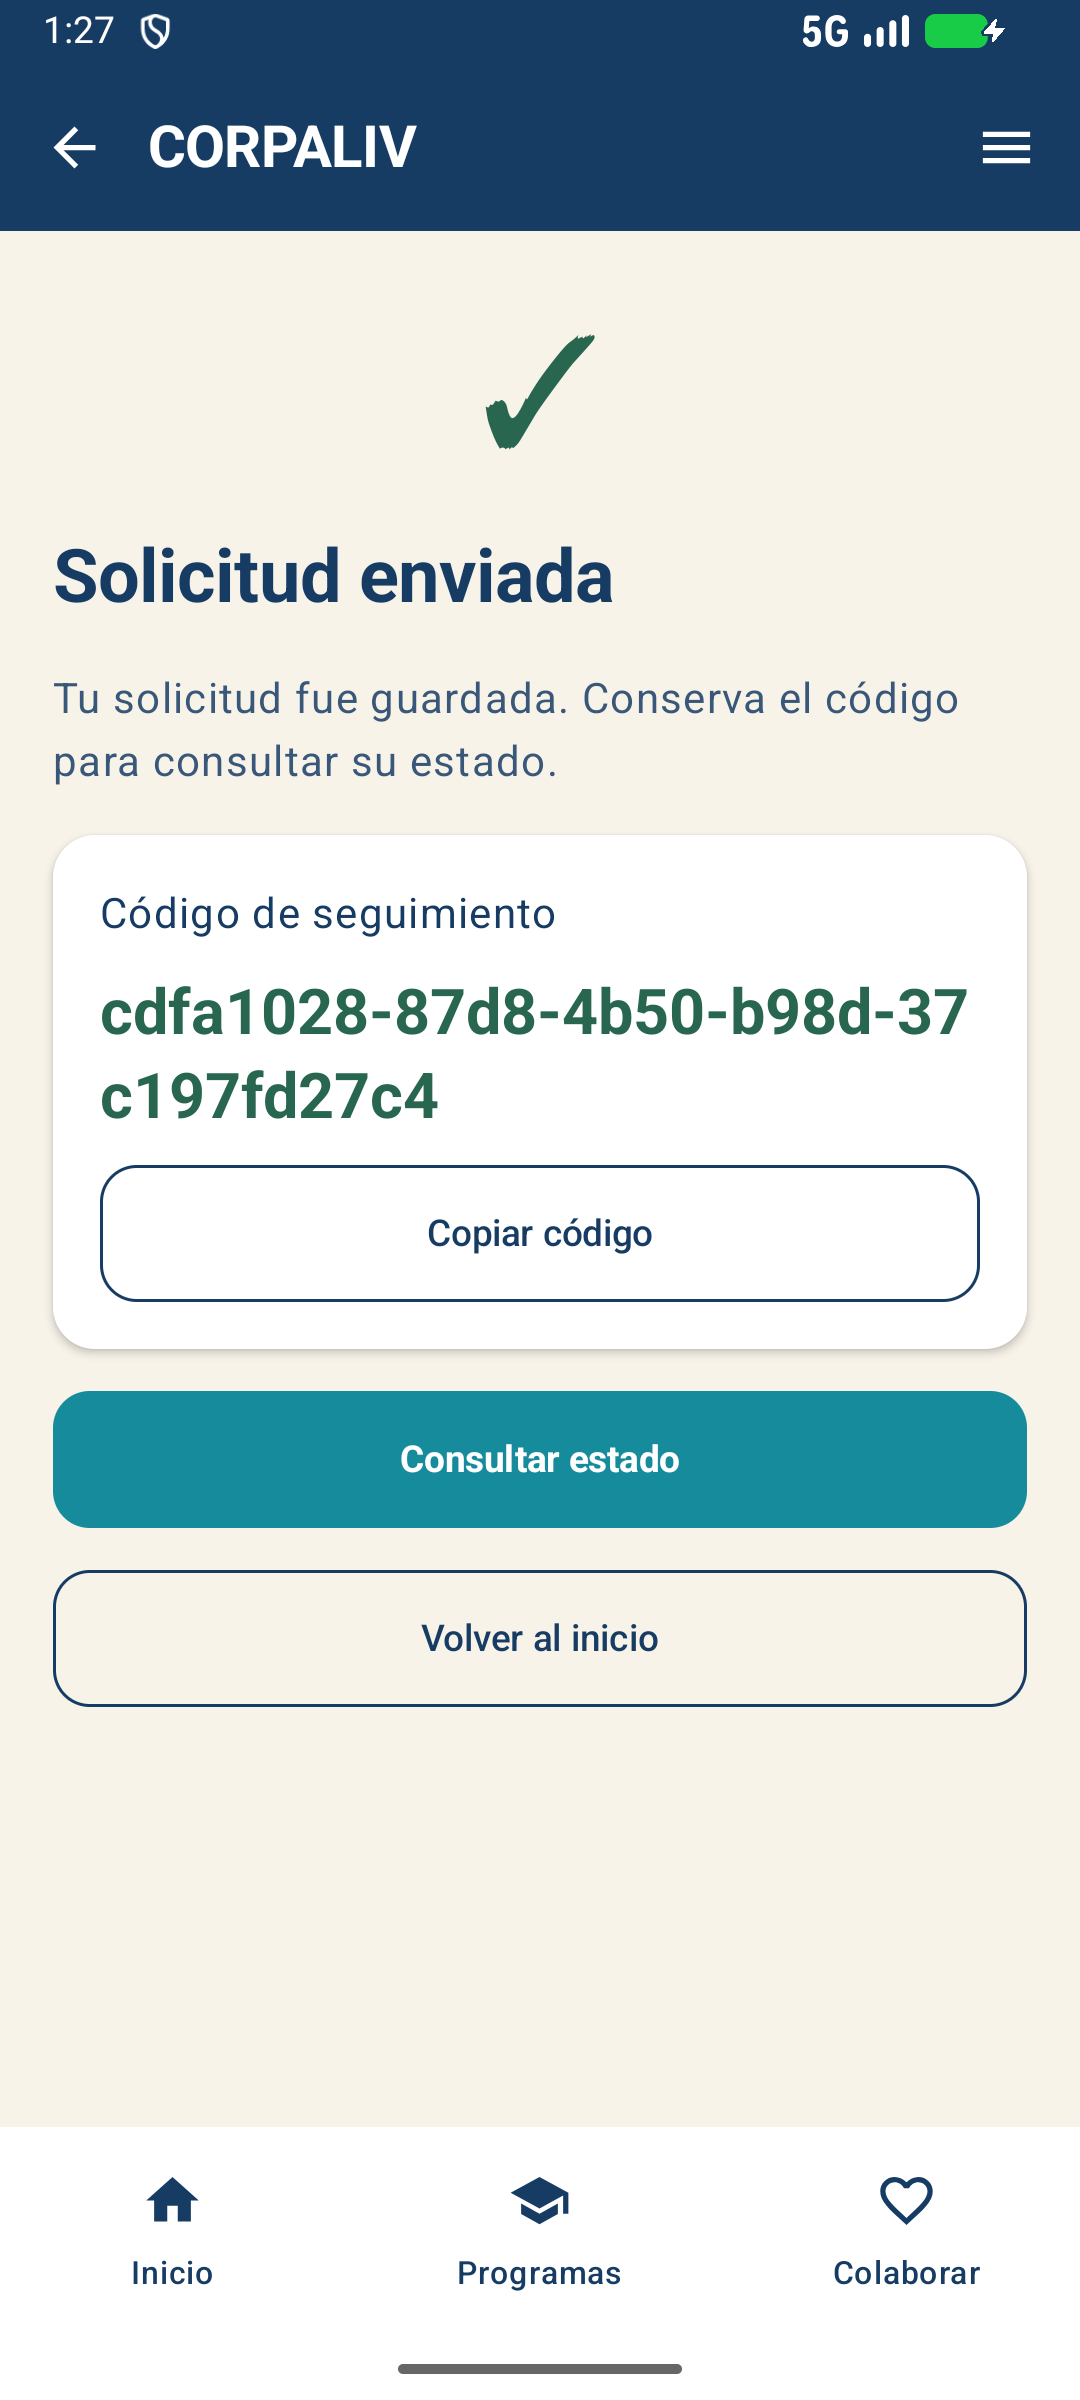 1:27
5G
CORPALIV
Solicitud enviada
Tu solicitud fue guardada. Conserva el código
para consultar su estado.
Código de seguimiento
cdfa1028-87d8-4b50-b98d-37
c197fd27c4
Copiar código
Consultar estado
Volver al inicio
Inicio
Programas
Colaborar